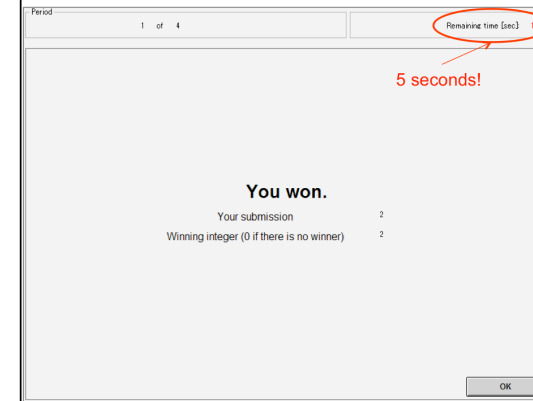 Period
1 of 4
Remaining time [sec]
5 seconds!
You won.
Your submission 2
Winning integer (0 if there is no winner) 2
OK